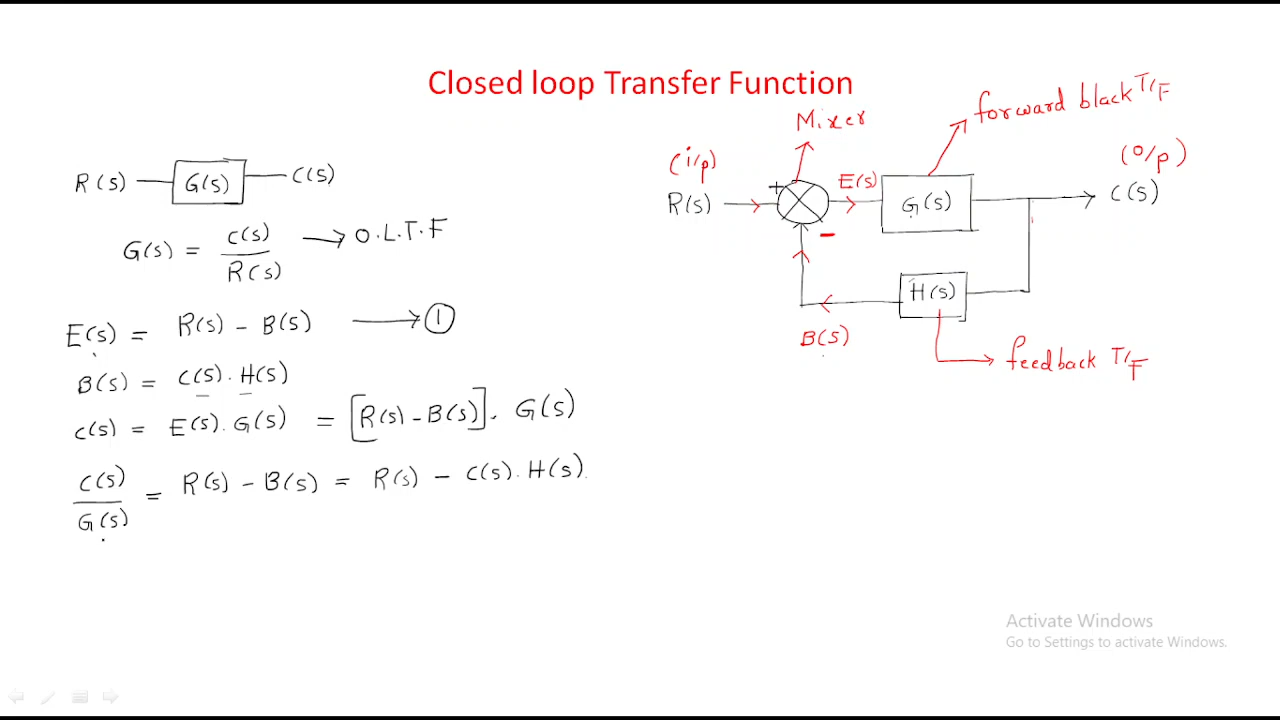 Closed loop Transfer Function
R(s) G(s) C(s)
G(s) = C(s) / R(s) → O.L.T.F
E(s) = R(s) - B(s) → 1
B(s) = C(s) . H(s)
C(s) = E(s) . G(s) = [R(s) - B(s)] . G(s)
C(s) / G(s) = R(s) - B(s) = R(s) - C(s) . H(s)
forward black T/F
Mixer
(i/p)
(o/p)
R(s) + E(s) G(s) C(s)
-
H(s)
B(s)
feedback T/F
Activate Windows
Go to Settings to activate Windows.